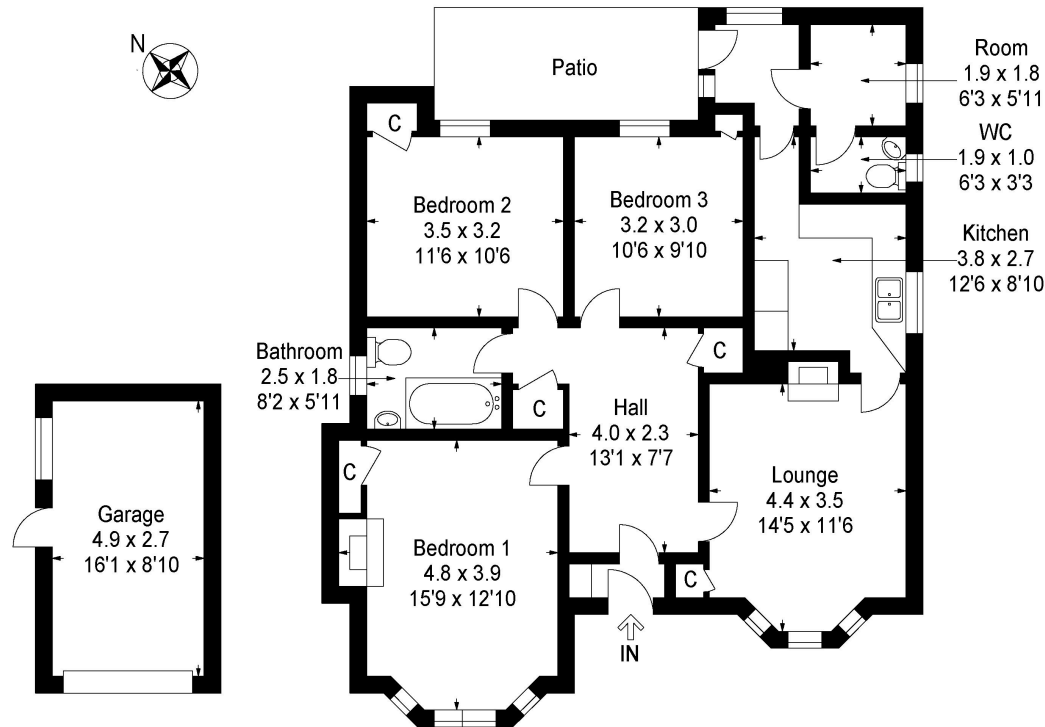 N
Patio
Room
1.9 x 1.8
6'3 x 5'11
WC
1.9 x 1.0
6'3 x 3'3
Kitchen
3.8 x 2.7
12'6 x 8'10
C
Bedroom 2
3.5 x 3.2
11'6 x 10'6
Bedroom 3
3.2 x 3.0
10'6 x 9'10
Bathroom
2.5 x 1.8
8'2 x 5'11
C
C
Hall
4.0 x 2.3
13'1 x 7'7
C
Lounge
4.4 x 3.5
14'5 x 11'6
Garage
4.9 x 2.7
16'1 x 8'10
Bedroom 1
4.8 x 3.9
15'9 x 12'10
C
IN